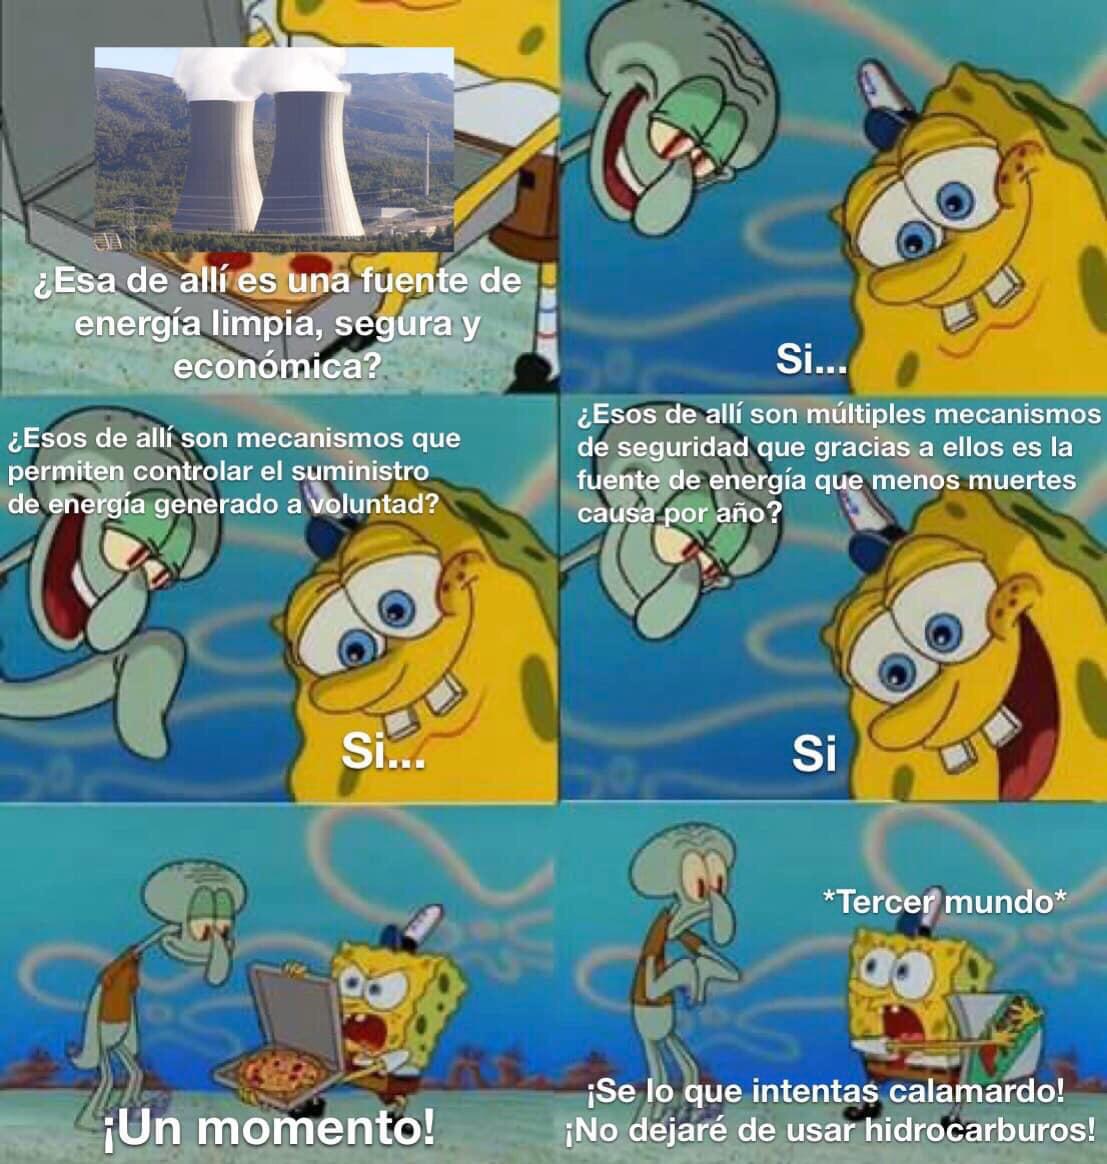 ¿Esa de allí es una fuente de
energía limpia, segura y
económica?
Si...
¿Esos de allí son mecanismos que
permiten controlar el suministro
de energía generado a voluntad?
Si...
¿Esos de allí son múltiples mecanismos
de seguridad que gracias a ellos es la
fuente de energía que menos muertes
causa por año?
Si
¡Un momento!
*Tercer mundo*
¡Se lo que intentas calamardo!
¡No dejaré de usar hidrocarburos!